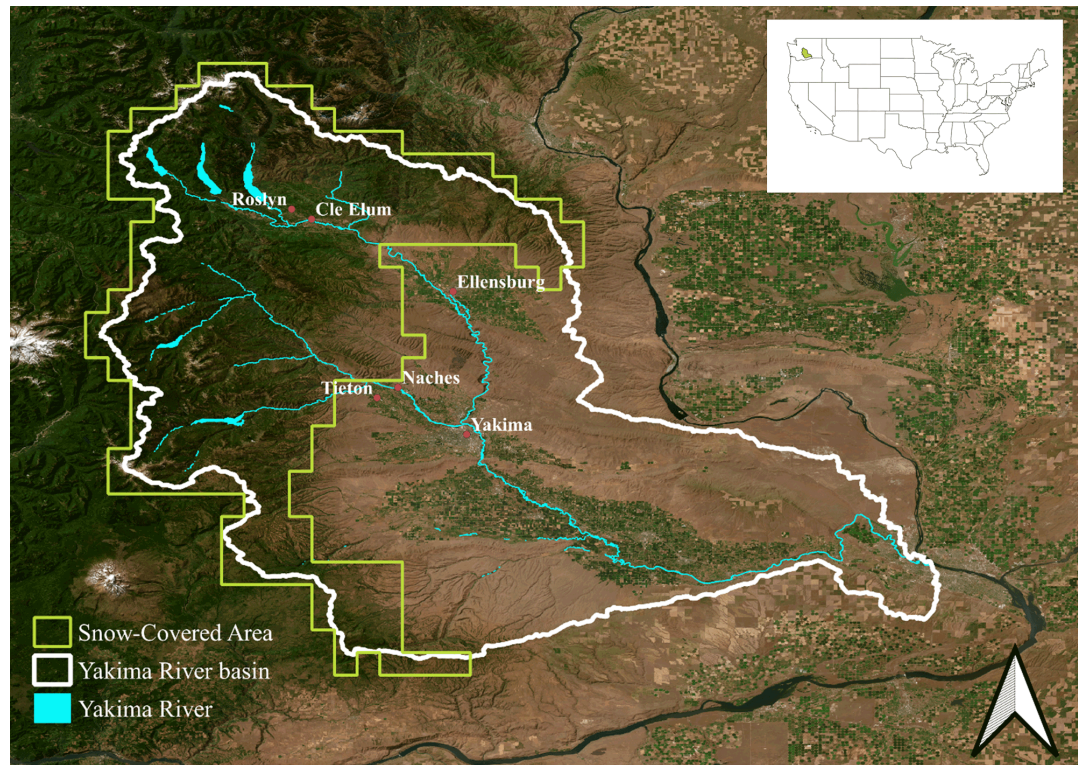 Roslyn
Cle Elum
Ellensburg
Naches
Tieton
Yakima
Snow-Covered Area
Yakima River basin
Yakima River